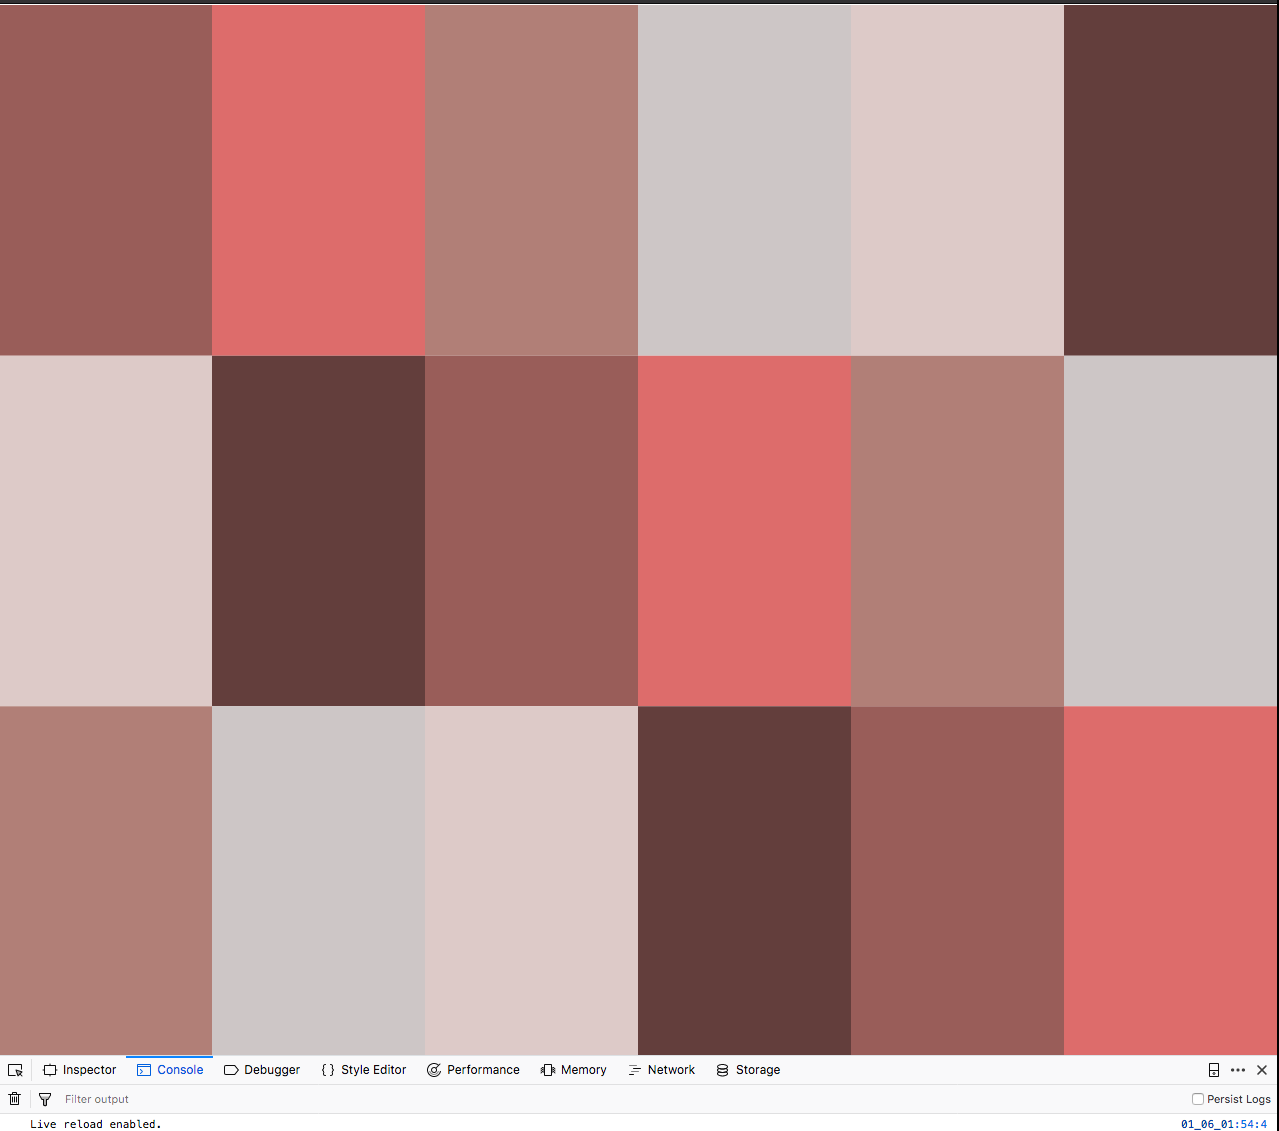 Inspector Console Debugger { } Style Editor Performance Memory Network Storage
Filter output Persist Logs
Live reload enabled. 01_06_01:54:4